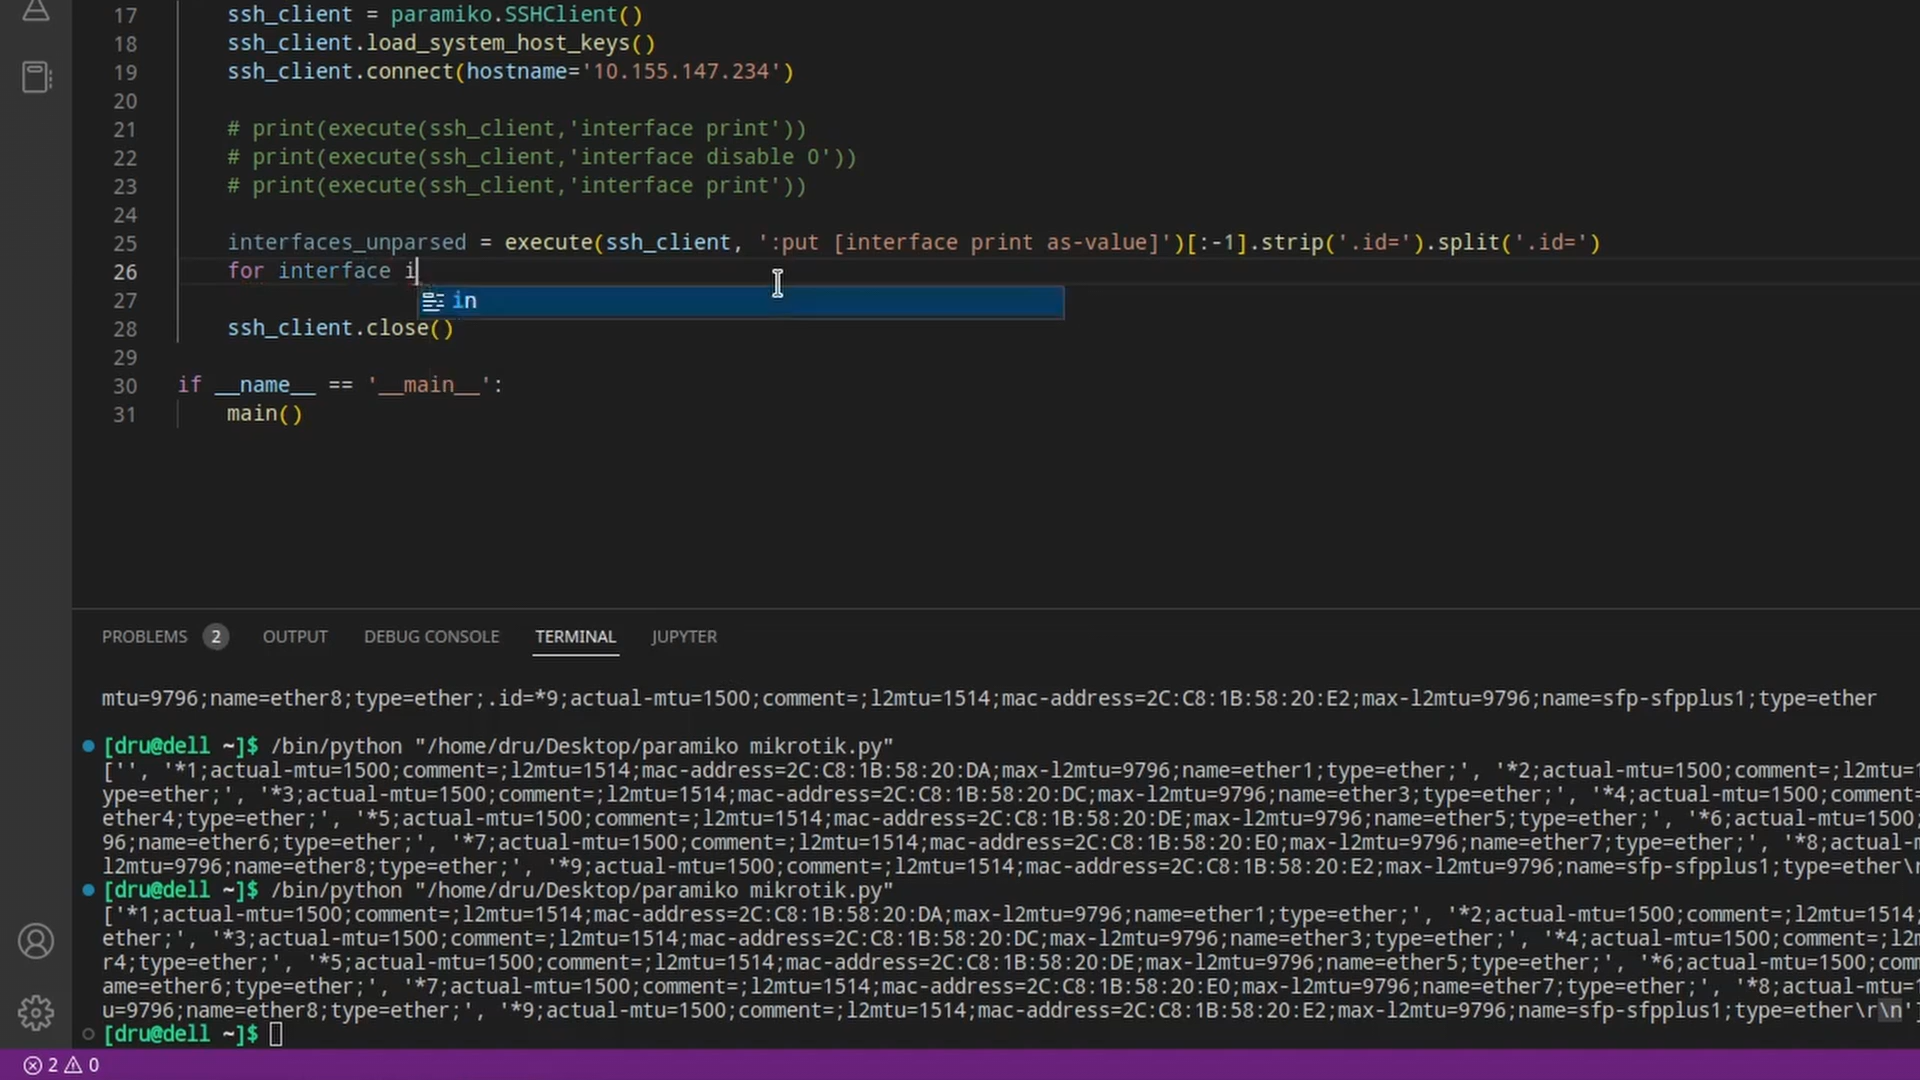 17 ssh_client = paramiko.SSHClient()
18 ssh_client.load_system_host_keys()
19 ssh_client.connect(hostname='10.155.147.234')
20
21 # print(execute(ssh_client,'interface print'))
22 # print(execute(ssh_client,'interface disable 0'))
23 # print(execute(ssh_client,'interface print'))
24
25 interfaces_unparsed = execute(ssh_client, ':put [interface print as-value]')[:-1].strip('.id=').split('.id=')
26 for interface i
in
27
28 ssh_client.close()
29
30 if __name__ == '__main__':
31 main()
PROBLEMS 2 OUTPUT DEBUG CONSOLE TERMINAL JUPYTER
mtu=9796;name=ether8;type=ether;.id=*9;actual-mtu=1500;comment=;l2mtu=1514;mac-address=2C:C8:1B:58:20:E2;max-l2mtu=9796;name=sfp-sfpplus1;type=ether
[dru@dell ~]$ /bin/python "/home/dru/Desktop/paramiko mikrotik.py"
['', '*1;actual-mtu=1500;comment=;l2mtu=1514;mac-address=2C:C8:1B:58:20:DA;max-l2mtu=9796;name=ether1;type=ether;', '*2;actual-mtu=1500;comment=;l2mtu=1
ype=ether;', '*3;actual-mtu=1500;comment=;l2mtu=1514;mac-address=2C:C8:1B:58:20:DC;max-l2mtu=9796;name=ether3;type=ether;', '*4;actual-mtu=1500;comment=
ether4;type=ether;', '*5;actual-mtu=1500;comment=;l2mtu=1514;mac-address=2C:C8:1B:58:20:DE;max-l2mtu=9796;name=ether5;type=ether;', '*6;actual-mtu=1500;
96;name=ether6;type=ether;', '*7;actual-mtu=1500;comment=;l2mtu=1514;mac-address=2C:C8:1B:58:20:E0;max-l2mtu=9796;name=ether7;type=ether;', '*8;actual-m
l2mtu=9796;name=ether8;type=ether;', '*9;actual-mtu=1500;comment=;l2mtu=1514;mac-address=2C:C8:1B:58:20:E2;max-l2mtu=9796;name=sfp-sfpplus1;type=ether\r
[dru@dell ~]$ /bin/python "/home/dru/Desktop/paramiko mikrotik.py"
['*1;actual-mtu=1500;comment=;l2mtu=1514;mac-address=2C:C8:1B:58:20:DA;max-l2mtu=9796;name=ether1;type=ether;', '*2;actual-mtu=1500;comment=;l2mtu=1514;
ether;', '*3;actual-mtu=1500;comment=;l2mtu=1514;mac-address=2C:C8:1B:58:20:DC;max-l2mtu=9796;name=ether3;type=ether;', '*4;actual-mtu=1500;comment=;l2m
r4;type=ether;', '*5;actual-mtu=1500;comment=;l2mtu=1514;mac-address=2C:C8:1B:58:20:DE;max-l2mtu=9796;name=ether5;type=ether;', '*6;actual-mtu=1500;com
ame=ether6;type=ether;', '*7;actual-mtu=1500;comment=;l2mtu=1514;mac-address=2C:C8:1B:58:20:E0;max-l2mtu=9796;name=ether7;type=ether;', '*8;actual-mtu=1
u=9796;name=ether8;type=ether;', '*9;actual-mtu=1500;comment=;l2mtu=1514;mac-address=2C:C8:1B:58:20:E2;max-l2mtu=9796;name=sfp-sfpplus1;type=ether\r\n']
[dru@dell ~]$
2 0